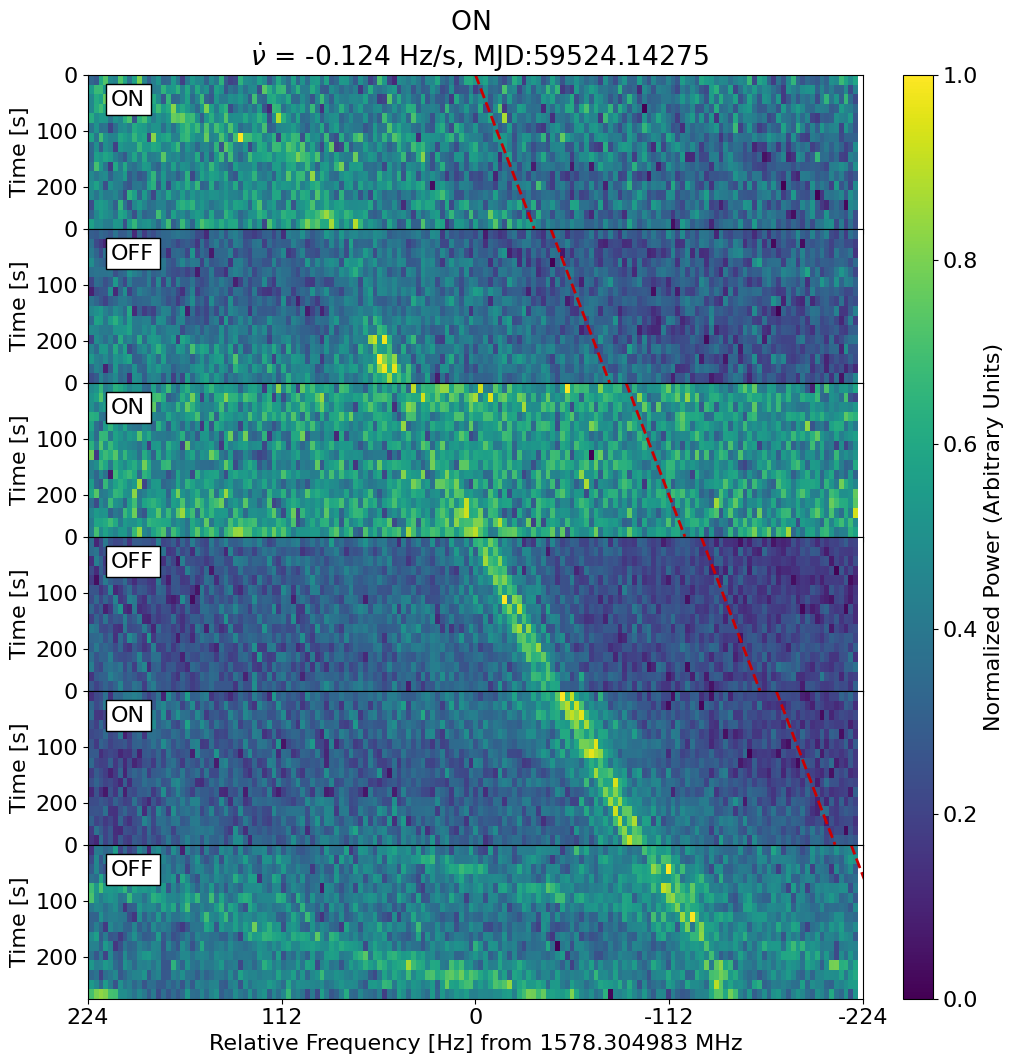 ON
ν̇ = -0.124 Hz/s, MJD:59524.14275
0
ON
100
200
Time [s]
0
OFF
100
200
Time [s]
0
ON
100
200
Time [s]
0
OFF
100
200
Time [s]
0
ON
100
200
Time [s]
0
OFF
100
200
Time [s]
224
112
0
-112
-224
Relative Frequency [Hz] from 1578.304983 MHz
1.0
0.8
0.6
0.4
0.2
0.0
Normalized Power (Arbitrary Units)